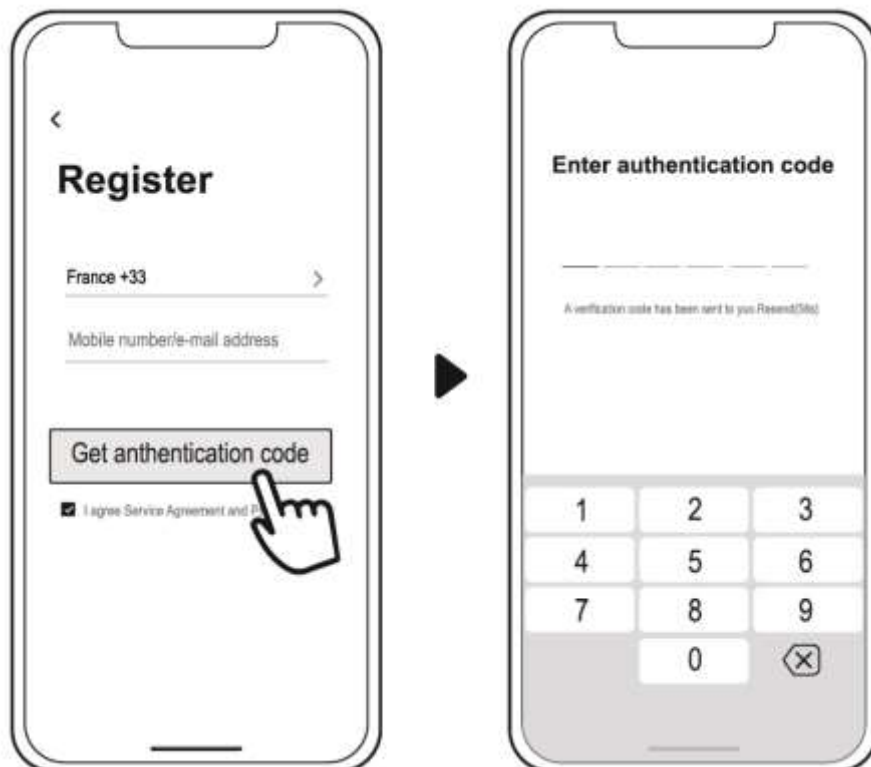 Register
France +33
Mobile number/e-mail address
Get anthentication code
I agree Service Agreement and
Enter authentication code
A verification code has been sent to you Resend(58s)
1 2 3
4 5 6
7 8 9
0